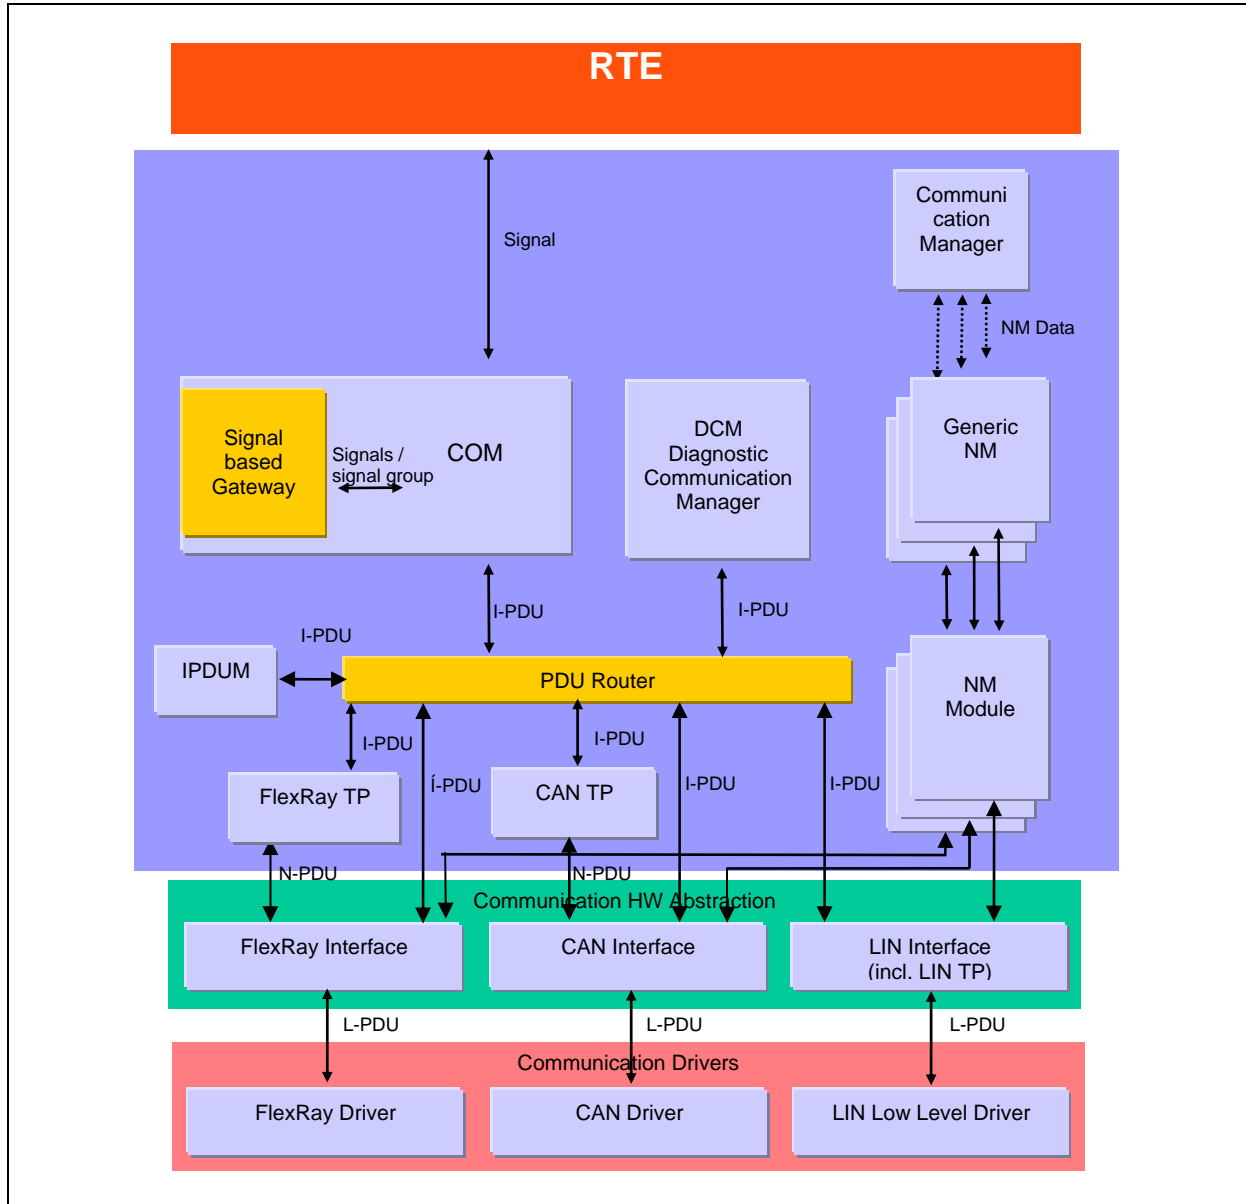 RTE
Communi
cation
Manager
Signal
NM Data
Signal
based
Gateway
Signals /
signal group
COM
DCM
Diagnostic
Communication
Manager
Generic
NM
I-PDU
I-PDU
I-PDU
IPDUM
PDU Router
NM
Module
I-PDU
I-PDU
FlexRay TP
Í-PDU
CAN TP
I-PDU
I-PDU
N-PDU
N-PDU
Communication HW Abstraction
FlexRay Interface
CAN Interface
LIN Interface
(incl. LIN TP)
L-PDU
L-PDU
L-PDU
Communication Drivers
FlexRay Driver
CAN Driver
LIN Low Level Driver